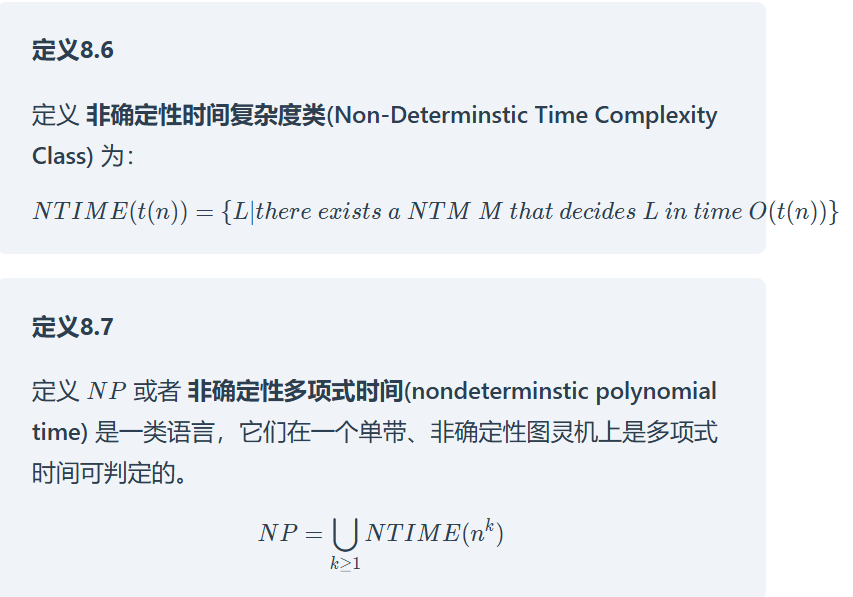 定义8.6
定义 非确定性时间复杂度类(Non-Determinstic Time Complexity
Class) 为：
NTIME(t(n)) = {L|there exists a NTM M that decides L in time O(t(n))}
定义8.7
定义 NP 或者 非确定性多项式时间(nondeterminstic polynomial
time) 是一类语言，它们在一个单带、非确定性图灵机上是多项式
时间可判定的。
NP = ⋃_{k≥1} NTIME(n^k)